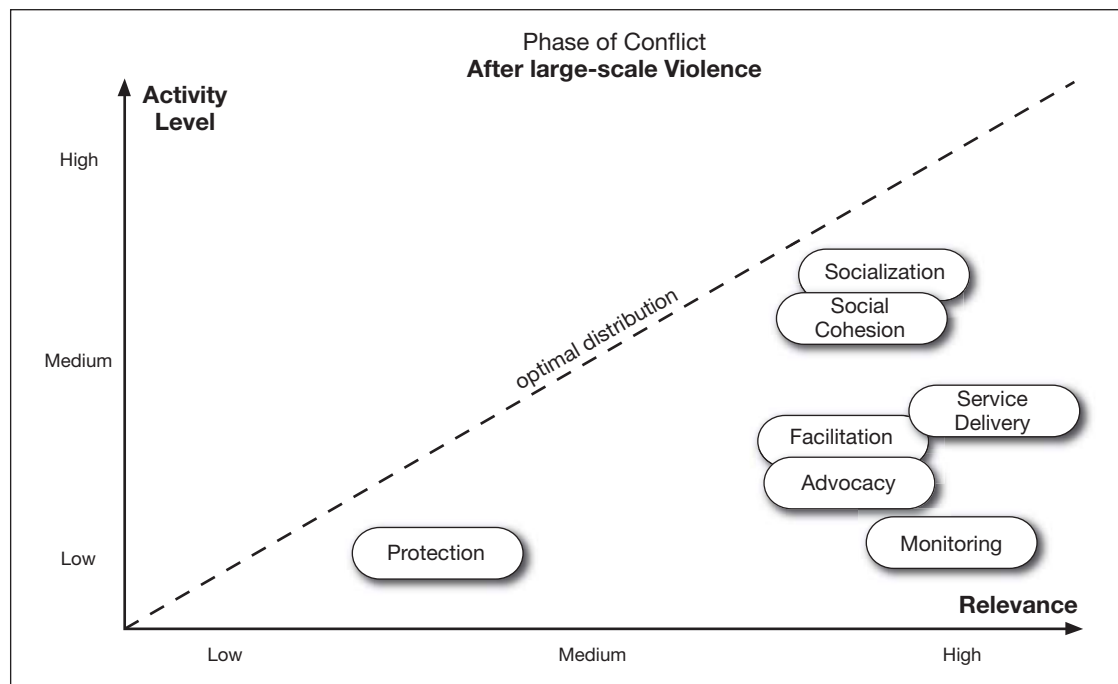 Phase of Conflict
After large-scale Violence
Activity
Level
High
Medium
Low
optimal distribution
Socialization
Social
Cohesion
Service
Delivery
Facilitation
Advocacy
Monitoring
Protection
Relevance
Low
Medium
High